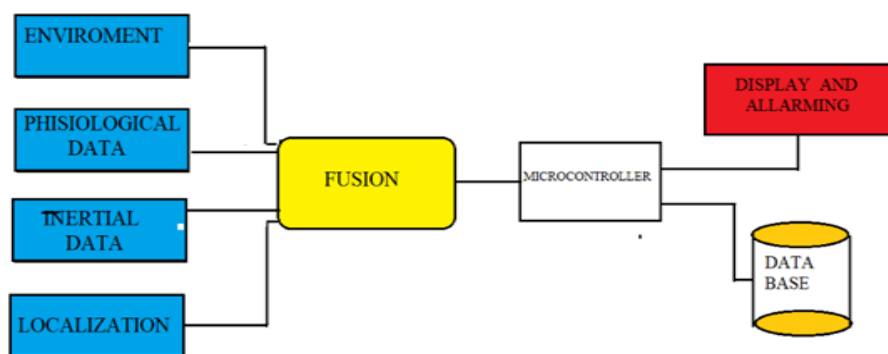 ENVIROMENT
PHISIOLOGICAL
DATA
INERTIAL
DATA
LOCALIZATION
FUSION
MICROCONTROLLER
DISPLAY AND
ALLARMING
DATA
BASE